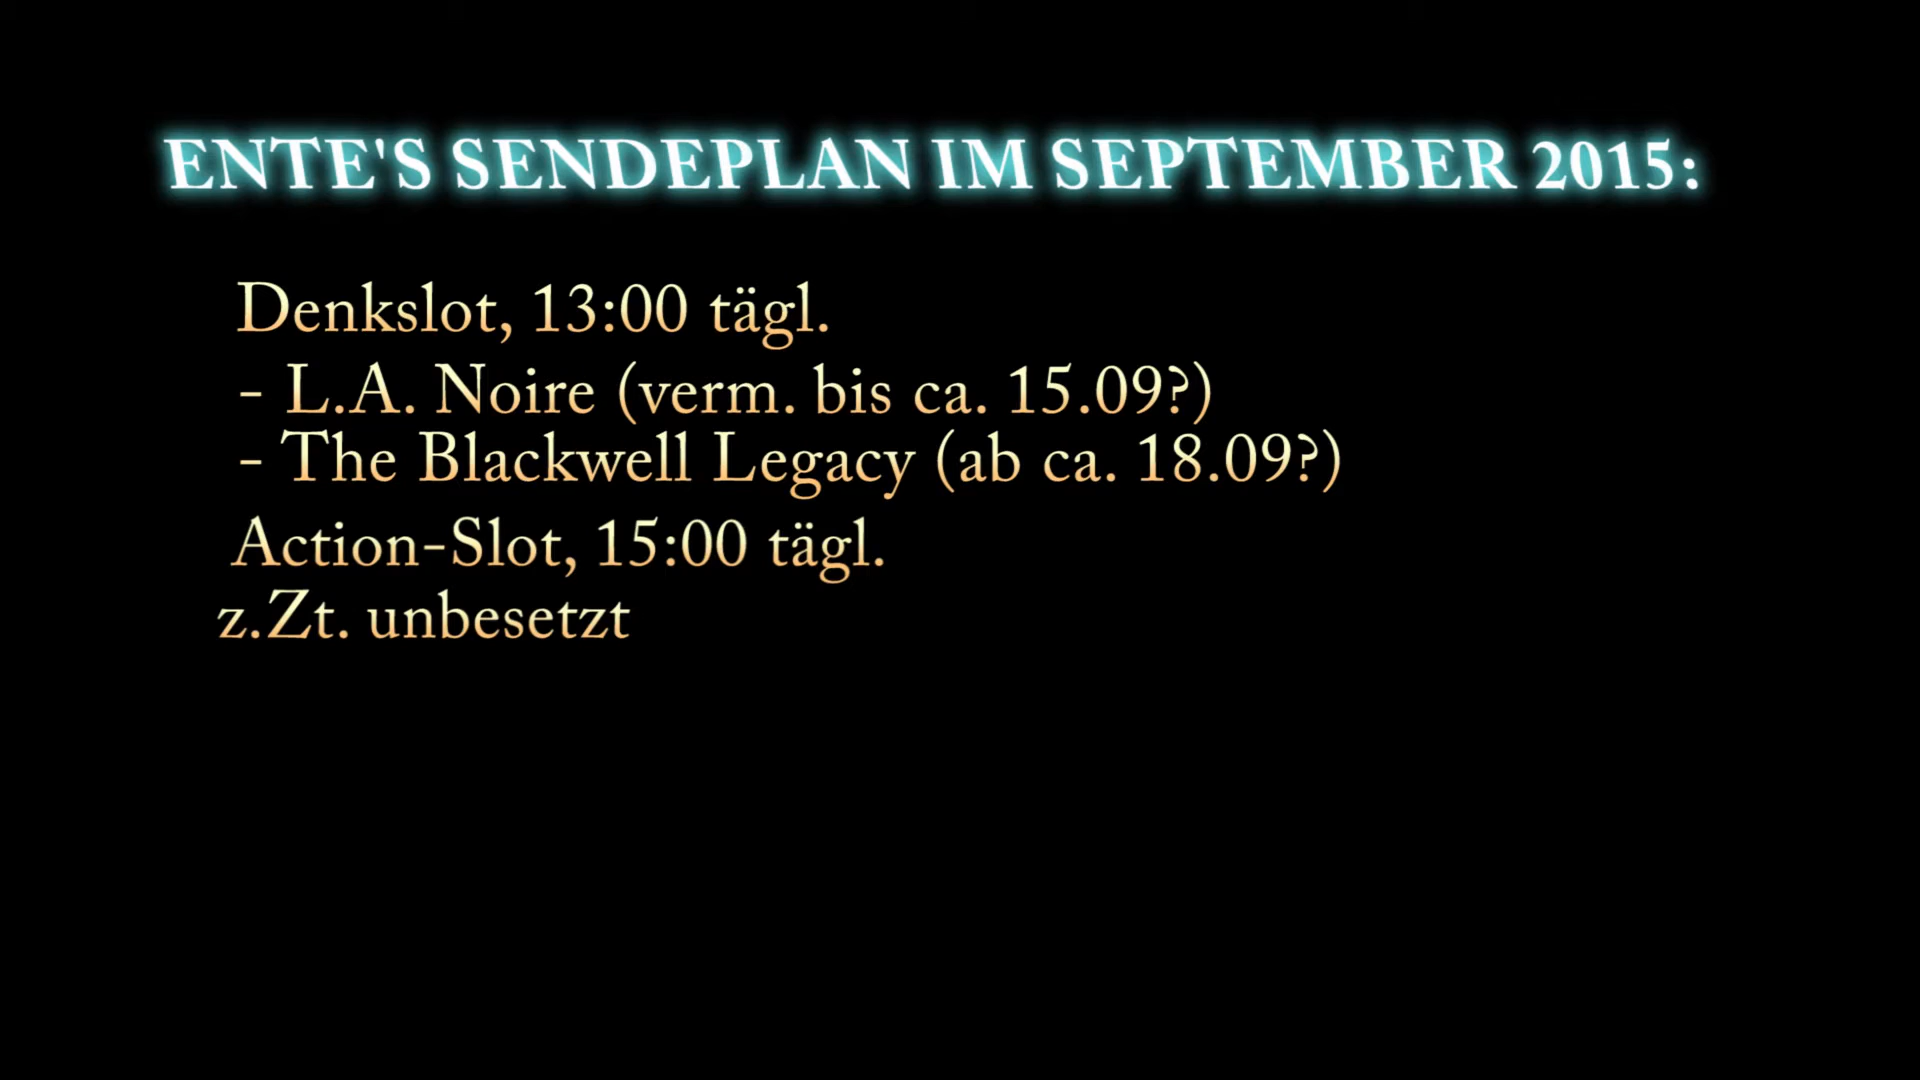 ENTE'S SENDEPLAN IM SEPTEMBER 2015:
Denkslot, 13:00 tägl.
- L.A. Noire (verm. bis ca. 15.09?)
- The Blackwell Legacy (ab ca. 18.09?)
Action-Slot, 15:00 tägl.
z.Zt. unbesetzt